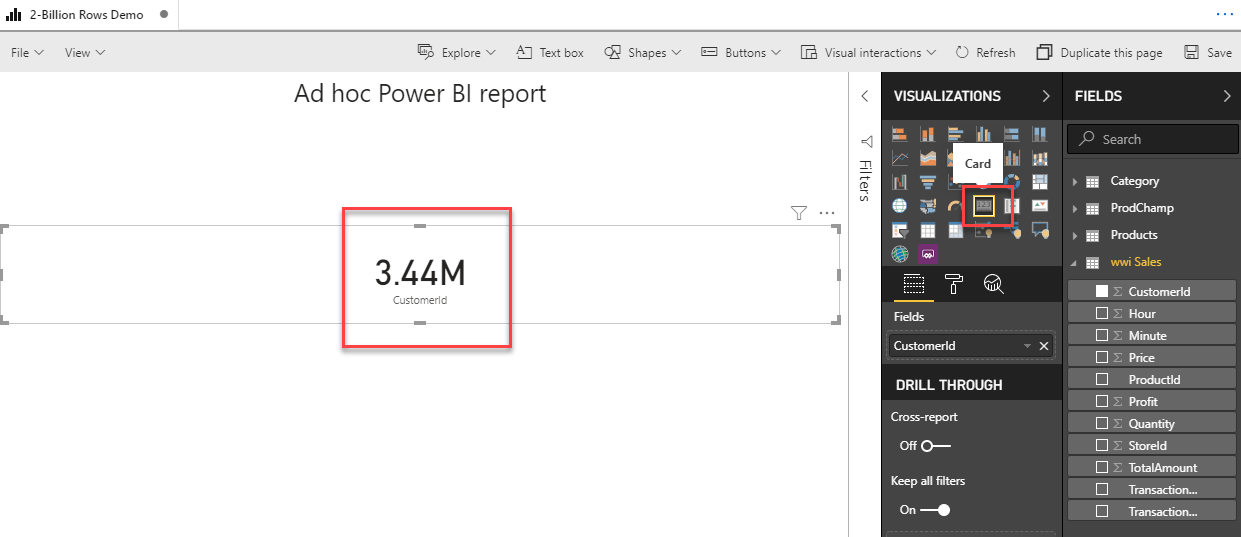 2-Billion Rows Demo
File
View
Explore
Text box
Shapes
Buttons
Visual interactions
Refresh
Duplicate this page
Save
Ad hoc Power BI report
3.44M
CustomerId
Filters
VISUALIZATIONS
Card
Fields
CustomerId
DRILL THROUGH
Cross-report
Off
Keep all filters
On
FIELDS
Search
Category
ProdChamp
Products
wwi Sales
CustomerId
Hour
Minute
Price
ProductId
Profit
Quantity
StoreId
TotalAmount
Transaction...
Transaction...